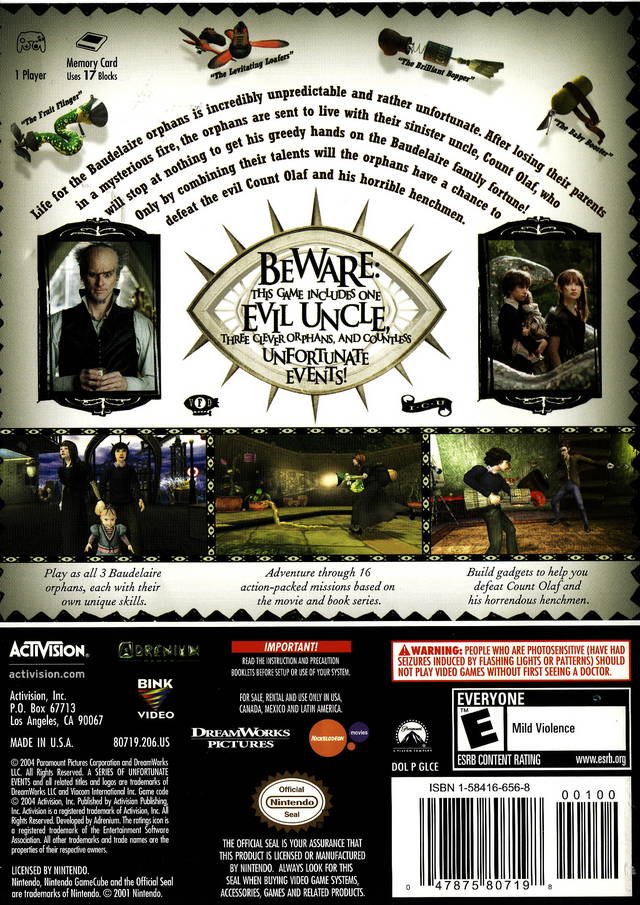 1 Player
Memory Card
Uses 17 Blocks
"The Levitating Loafers"
"The Brilliant Bopper"
"The Fruit Flinger"
"The Baby Booster"
Life for the Baudelaire orphans is incredibly unpredictable and rather unfortunate. After losing their parents
in a mysterious fire, the orphans are sent to live with their sinister uncle, Count Olaf, who
will stop at nothing to get his greedy hands on the Baudelaire family fortune!
Only by combining their talents will the orphans have a chance to
defeat the evil Count Olaf and his horrible henchmen.
BEWARE:
THIS GAME INCLUDES ONE
EVIL UNCLE,
THREE CLEVER ORPHANS, AND COUNTLESS
UNFORTUNATE
EVENTS!
Play as all 3 Baudelaire
orphans, each with their
own unique skills.
Adventure through 16
action-packed missions based on
the movie and book series.
Build gadgets to help you
defeat Count Olaf and
his horrendous henchmen.
ACTIVISION®
activision.com
Activision, Inc.
P.O. Box 67713
Los Angeles, CA 90067
MADE IN U.S.A. 80719.206.US
ADRENIUM
BINK
VIDEO
© 2004 Paramount Pictures Corporation and DreamWorks
LLC. All Rights Reserved. A SERIES OF UNFORTUNATE
EVENTS and all related titles and logos are trademarks of
DreamWorks LLC and Viacom International Inc. Game code
© 2004 Activision, Inc. Published by Activision Publishing,
Inc. Activision is a registered trademark of Activision, Inc. All
Rights Reserved. Developed by Adrenium. The ratings icon is
a registered trademark of the Entertainment Software
Association. All other trademarks and trade names are the
properties of their respective owners.
LICENSED BY NINTENDO.
Nintendo, Nintendo GameCube and the Official Seal
are trademarks of Nintendo. © 2001 Nintendo.
IMPORTANT!
READ THE INSTRUCTION AND PRECAUTION
BOOKLETS BEFORE SETUP OR USE OF YOUR SYSTEM.
FOR SALE, RENTAL AND USE ONLY IN USA,
CANADA, MEXICO AND LATIN AMERICA.
DREAMWORKS
PICTURES
NICKELODEON
movies
Official
Nintendo
Seal
THE OFFICIAL SEAL IS YOUR ASSURANCE THAT
THIS PRODUCT IS LICENSED OR MANUFACTURED
BY NINTENDO. ALWAYS LOOK FOR THIS
SEAL WHEN BUYING VIDEO GAME SYSTEMS,
ACCESSORIES, GAMES AND RELATED PRODUCTS.
WARNING: PEOPLE WHO ARE PHOTOSENSITIVE (HAVE HAD
SEIZURES INDUCED BY FLASHING LIGHTS OR PATTERNS) SHOULD
NOT PLAY VIDEO GAMES WITHOUT FIRST SEEING A DOCTOR.
Paramount
DOL P GLCE
EVERYONE
E
TM
Mild Violence
ESRB CONTENT RATING www.esrb.org
ISBN 1-58416-656-8
00100
0 47875 80719 8